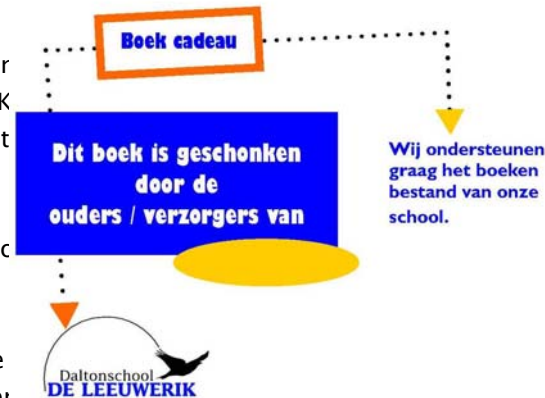 Boek cadeau
Dit boek is geschonken
door de
ouders / verzorgers van
Wij ondersteunen
graag het boeken
bestand van onze
school.
Daltonschool
DE LEEUWERIK